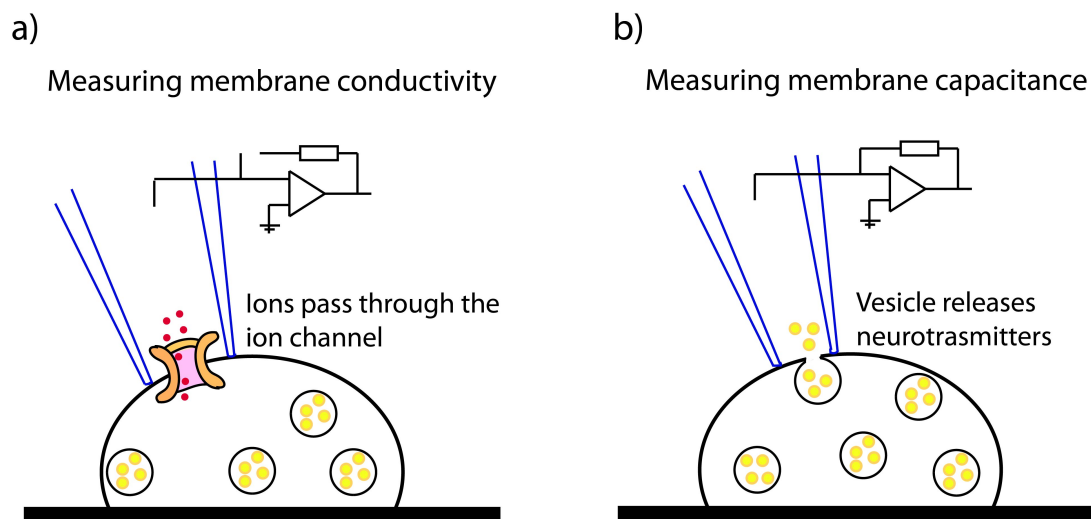 a)
Measuring membrane conductivity
Ions pass through the
ion channel
b)
Measuring membrane capacitance
Vesicle releases
neurotrasmitters